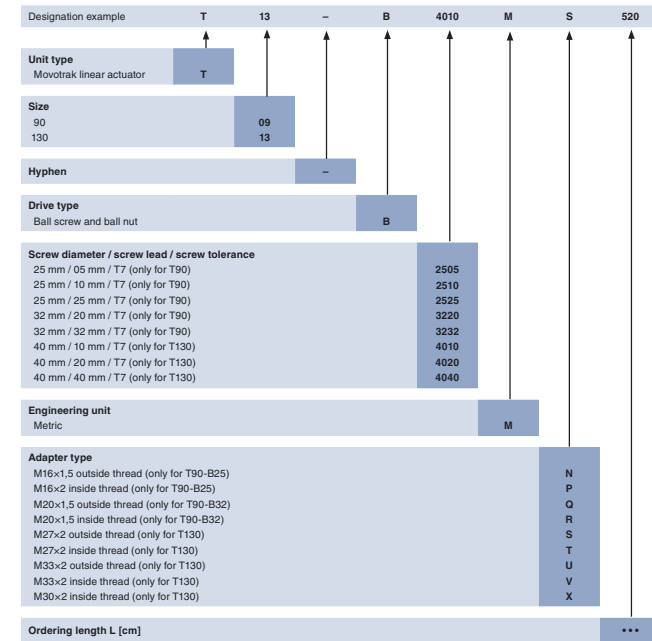 Designation example T 13 – B 4010 M S 520
Unit type
Movotrak linear actuator T
Size
90 09
130 13
Hyphen –
Drive type
Ball screw and ball nut B
Screw diameter / screw lead / screw tolerance
25 mm / 05 mm / T7 (only for T90) 2505
25 mm / 10 mm / T7 (only for T90) 2510
25 mm / 25 mm / T7 (only for T90) 2525
32 mm / 20 mm / T7 (only for T90) 3220
32 mm / 32 mm / T7 (only for T90) 3232
40 mm / 10 mm / T7 (only for T130) 4010
40 mm / 20 mm / T7 (only for T130) 4020
40 mm / 40 mm / T7 (only for T130) 4040
Engineering unit
Metric M
Adapter type
M16×1,5 outside thread (only for T90-B25) N
M16×2 inside thread (only for T90-B25) P
M20×1,5 outside thread (only for T90-B32) Q
M20×1,5 inside thread (only for T90-B32) R
M27×2 outside thread (only for T130) S
M27×2 inside thread (only for T130) T
M33×2 outside thread (only for T130) U
M33×2 inside thread (only for T130) V
M30×2 inside thread (only for T130) X
Ordering length L [cm] •••